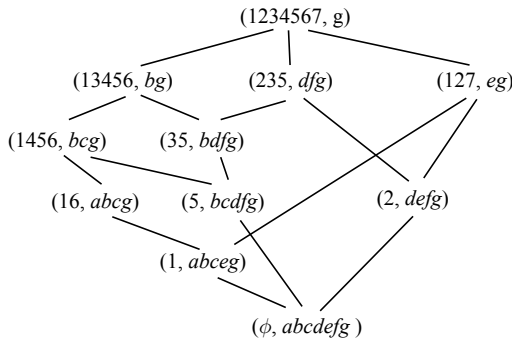 (1234567, g)
(13456, bg) (235, dfg) (127, eg)
(1456, bcg) (35, bdfg)
(16, abcg) (5, bcdfg) (2, defg)
(1, abceg)
(ϕ, abcdefg )